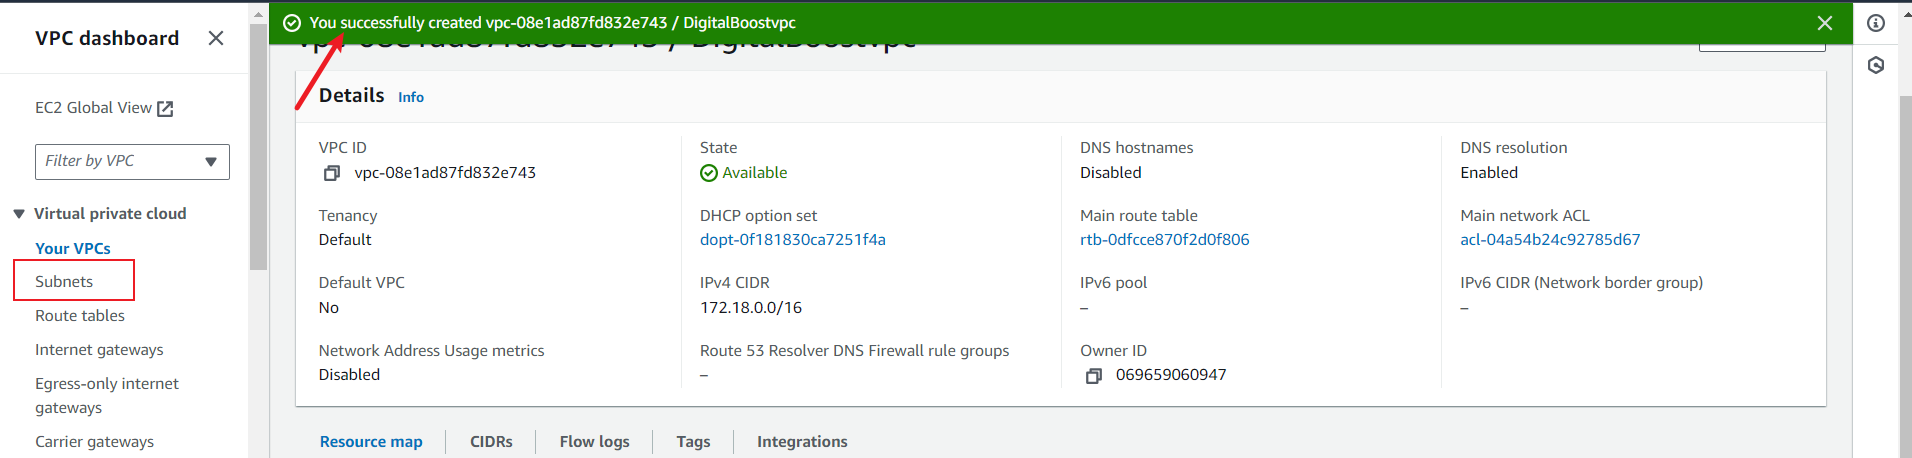 You successfully created vpc-08e1ad87fd832e743 / DigitalBoostvpc
vpc-08e1ad87fd832e743 / DigitalBoostvpc
VPC dashboard
EC2 Global View
Filter by VPC
Virtual private cloud
Your VPCs
Subnets
Route tables
Internet gateways
Egress-only internet
gateways
Carrier gateways
Details Info
VPC ID
vpc-08e1ad87fd832e743
State
Available
DNS hostnames
Disabled
DNS resolution
Enabled
Tenancy
Default
DHCP option set
dopt-0f181830ca7251f4a
Main route table
rtb-0dfcce870f2d0f806
Main network ACL
acl-04a54b24c92785d67
Default VPC
No
IPv4 CIDR
172.18.0.0/16
IPv6 pool
–
IPv6 CIDR (Network border group)
–
Network Address Usage metrics
Disabled
Route 53 Resolver DNS Firewall rule groups
–
Owner ID
069659060947
Resource map CIDRs Flow logs Tags Integrations